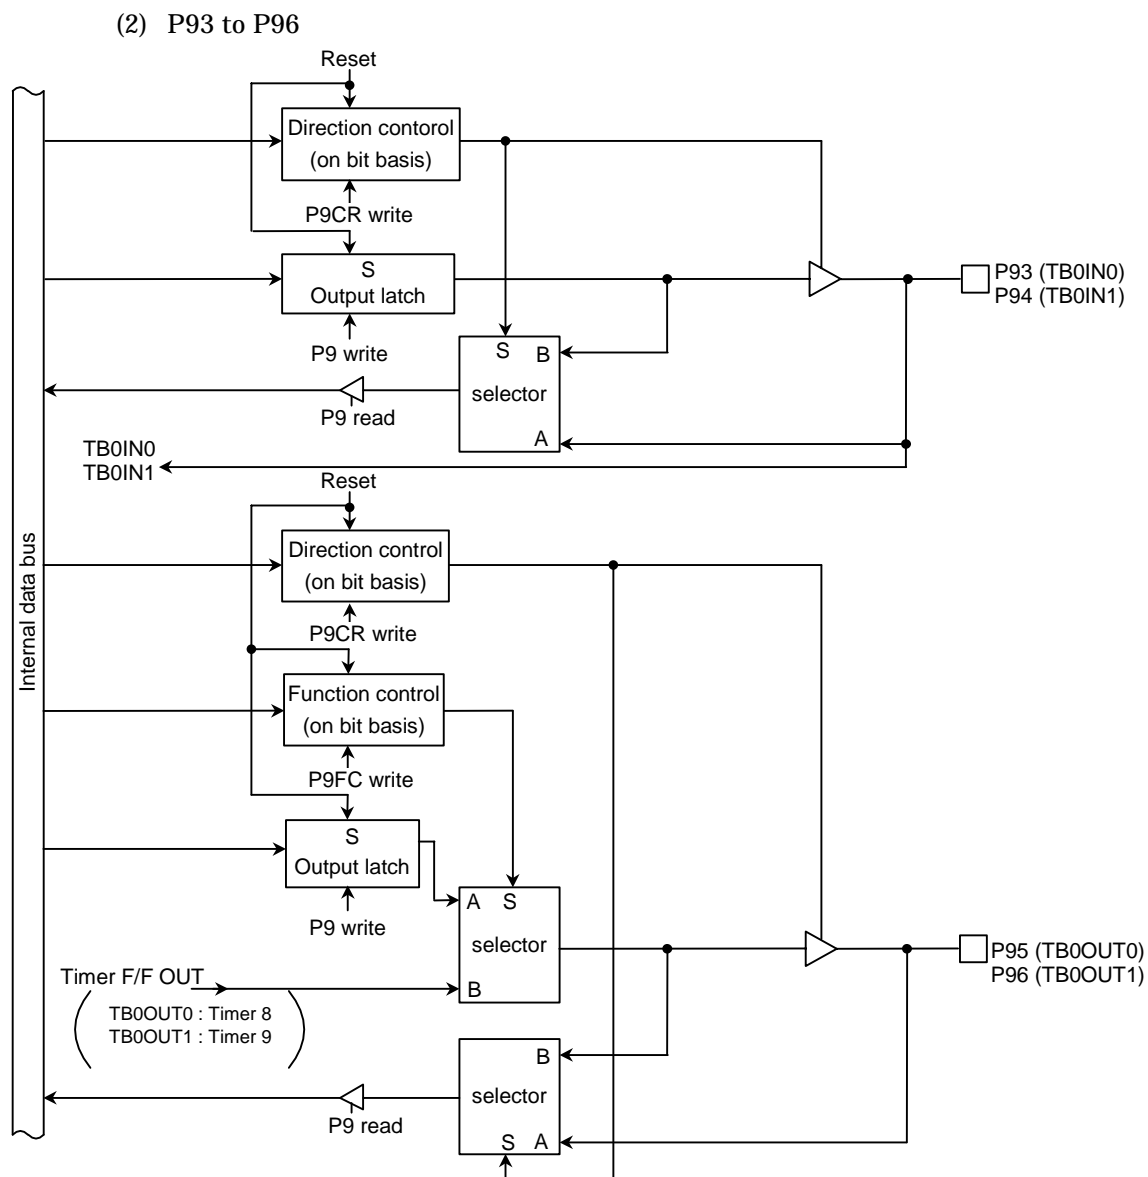 (2) P93 to P96
Reset
Direction contorol
(on bit basis)
P9CR write
S
Output latch
P9 write
P93 (TB0IN0)
P94 (TB0IN1)
S B
selector
A
P9 read
TB0IN0
TB0IN1
Reset
Internal data bus
Direction control
(on bit basis)
P9CR write
Function control
(on bit basis)
P9FC write
S
Output latch
P9 write
A S
selector
B
P95 (TB0OUT0)
P96 (TB0OUT1)
Timer F/F OUT
TB0OUT0 : Timer 8
TB0OUT1 : Timer 9
B
selector
S A
P9 read